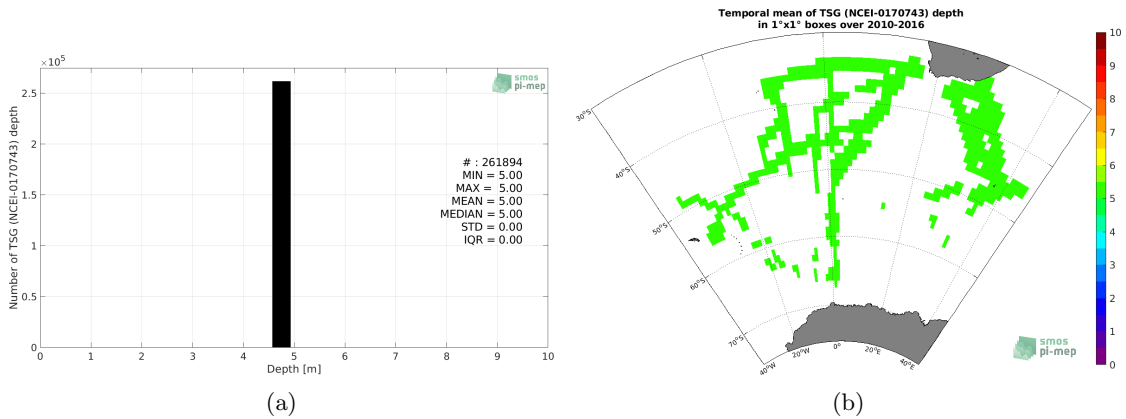 ×10⁵
2.5
2
1.5
1
0.5
0
Number of TSG (NCEI-0170743) depth
smos
pi-mep
# : 261894
MIN = 5.00
MAX = 5.00
MEAN = 5.00
MEDIAN = 5.00
STD = 0.00
IQR = 0.00
0 1 2 3 4 5 6 7 8 9 10
Depth [m]
(a)
Temporal mean of TSG (NCEI-0170743) depth
in 1°x1° boxes over 2010-2016
30°S
40°S
50°S
60°S
70°S
40°W
20°W
0°
20°E
40°E
10
9
8
7
6
5
4
3
2
1
0
smos
pi-mep
(b)